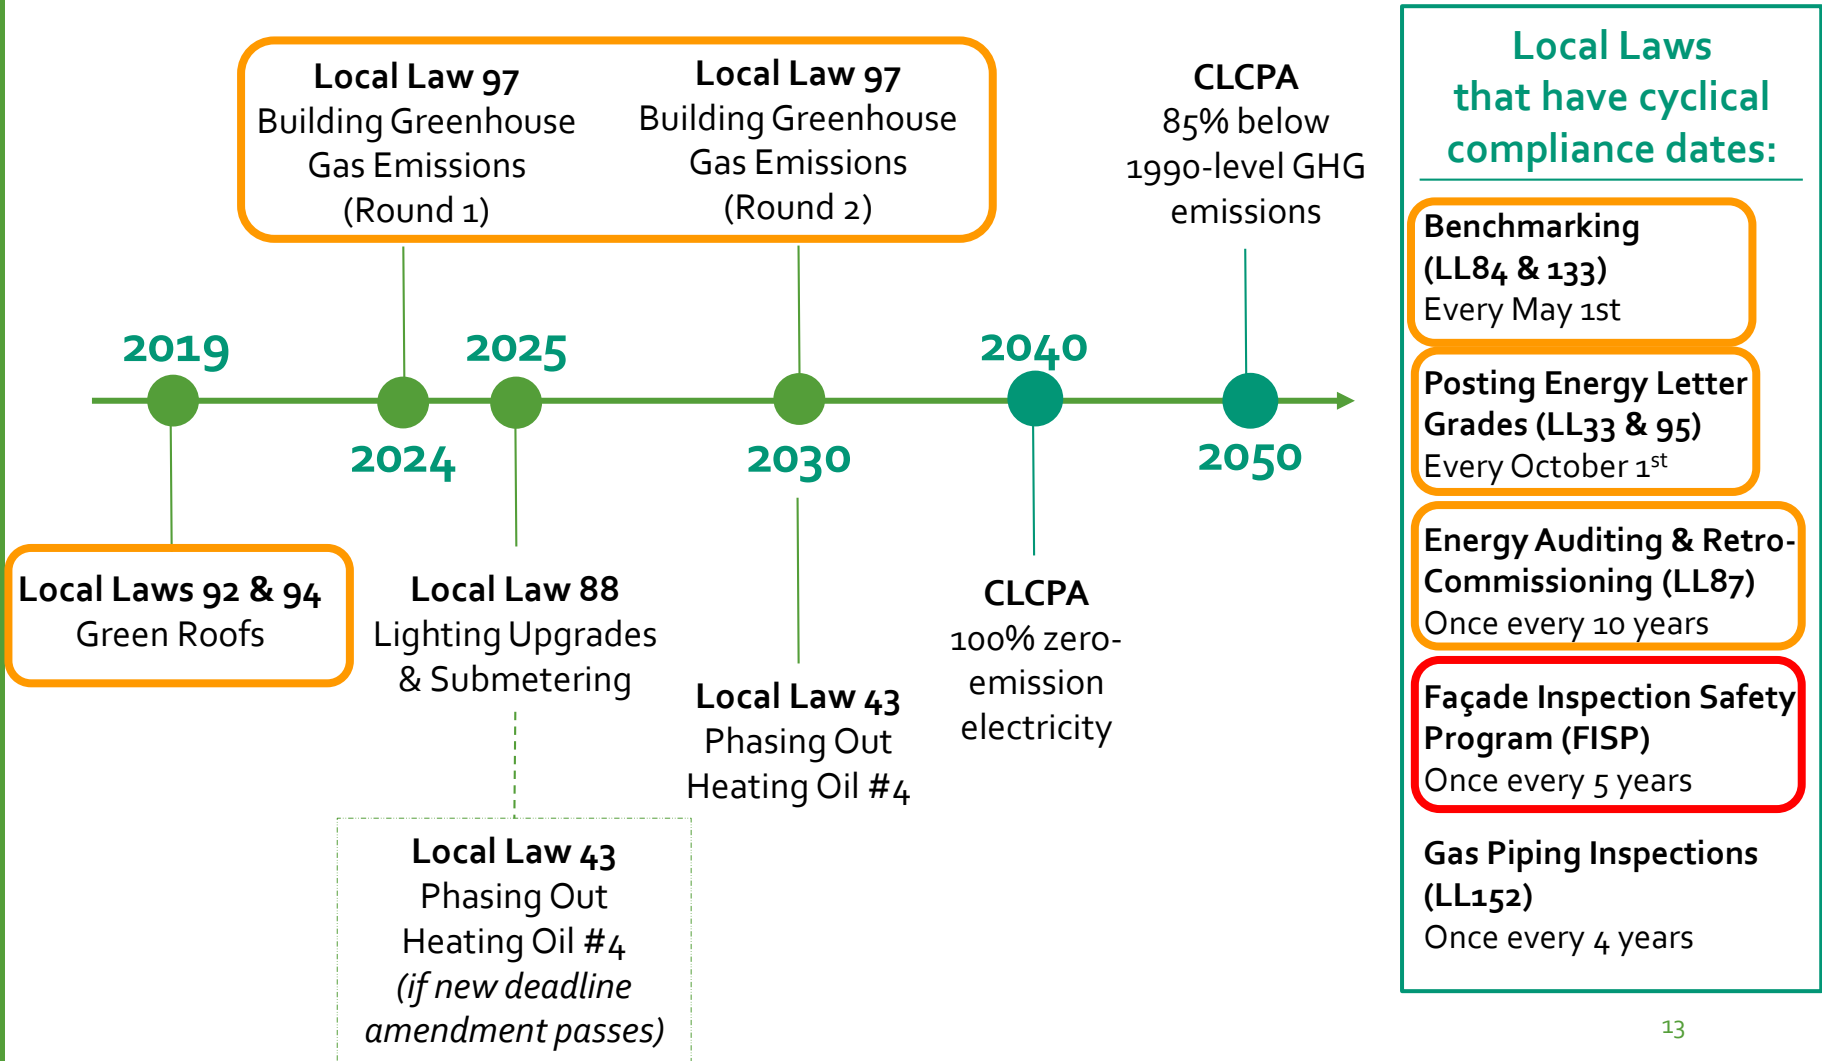 Local Law 97
Building Greenhouse
Gas Emissions
(Round 1)
Local Law 97
Building Greenhouse
Gas Emissions
(Round 2)
CLCPA
85% below
1990-level GHG
emissions
2019
2025
2040
2024
2030
2050
Local Laws 92 & 94
Green Roofs
Local Law 88
Lighting Upgrades
& Submetering
Local Law 43
Phasing Out
Heating Oil #4
(if new deadline
amendment passes)
Local Law 43
Phasing Out
Heating Oil #4
CLCPA
100% zero-
emission
electricity
Local Laws
that have cyclical
compliance dates:
Benchmarking
(LL84 & 133)
Every May 1st
Posting Energy Letter
Grades (LL33 & 95)
Every October 1st
Energy Auditing & Retro-
Commissioning (LL87)
Once every 10 years
Façade Inspection Safety
Program (FISP)
Once every 5 years
Gas Piping Inspections
(LL152)
Once every 4 years
13